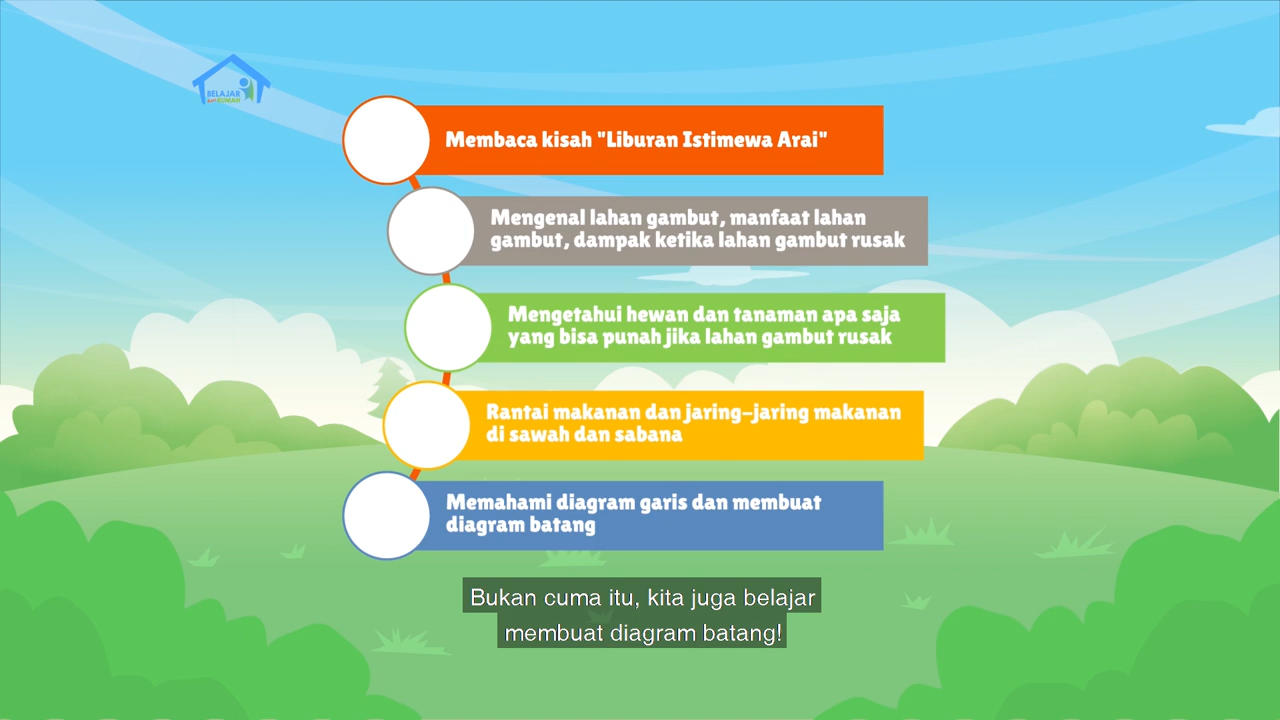 BELAJAR
dari RUMAH
Membaca kisah "Liburan Istimewa Arai"
Mengenal lahan gambut, manfaat lahan
gambut, dampak ketika lahan gambut rusak
Mengetahui hewan dan tanaman apa saja
yang bisa punah jika lahan gambut rusak
Rantai makanan dan jaring-jaring makanan
di sawah dan sabana
Memahami diagram garis dan membuat
diagram batang
Bukan cuma itu, kita juga belajar
membuat diagram batang!